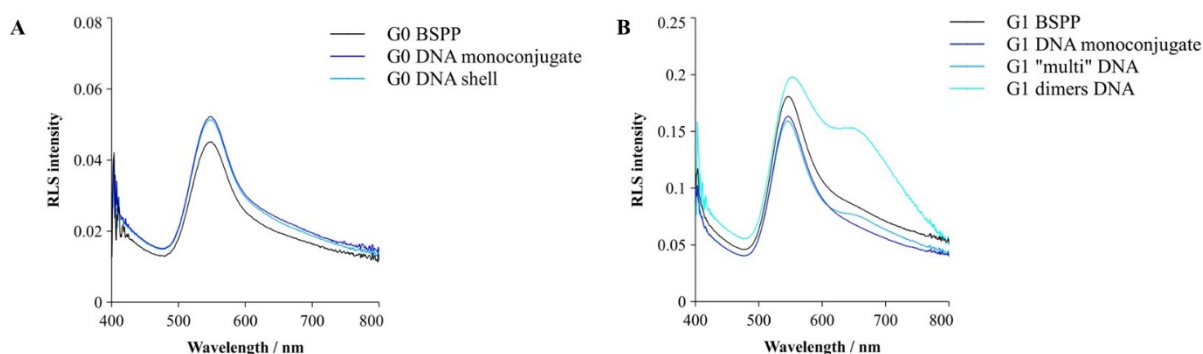 A
0.08
0.06
0.04
0.02
0
RLS intensity
400 500 600 700 800
Wavelength / nm
G0 BSPP
G0 DNA monoconjugate
G0 DNA shell
B
0.25
0.2
0.15
0.1
0.05
0
RLS intensity
400 500 600 700 800
Wavelength / nm
G1 BSPP
G1 DNA monoconjugate
G1 "multi" DNA
G1 dimers DNA